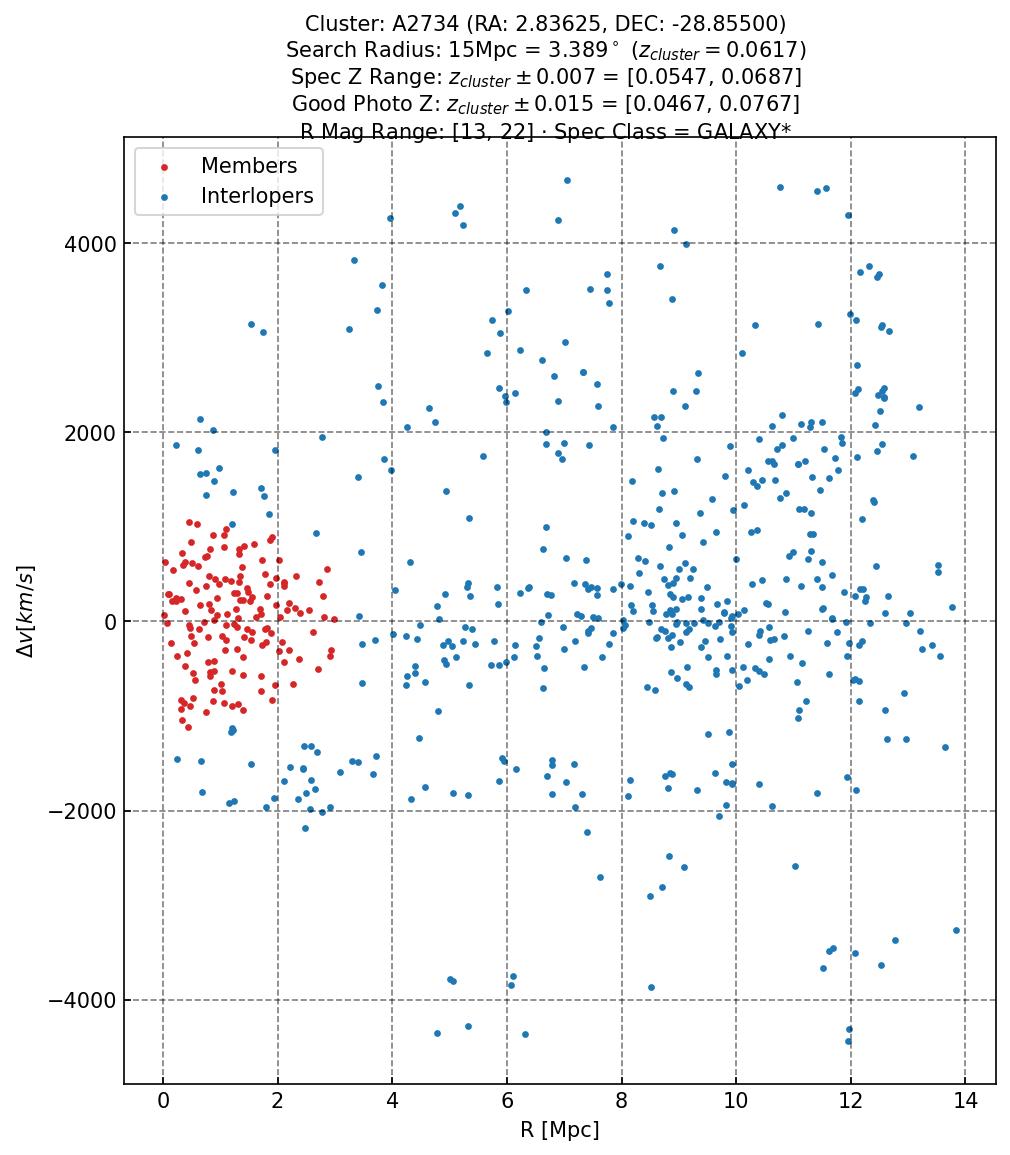 Cluster: A2734 (RA: 2.83625, DEC: -28.85500)
Search Radius: 15Mpc = 3.389° (z_cluster = 0.0617)
Spec Z Range: z_cluster ± 0.007 = [0.0547, 0.0687]
Good Photo Z: z_cluster ± 0.015 = [0.0467, 0.0767]
R Mag Range: [13, 22] · Spec Class = GALAXY*
Members
Interlopers
4000
2000
0
−2000
−4000
Δv[km/s]
0 2 4 6 8 10 12 14
R [Mpc]